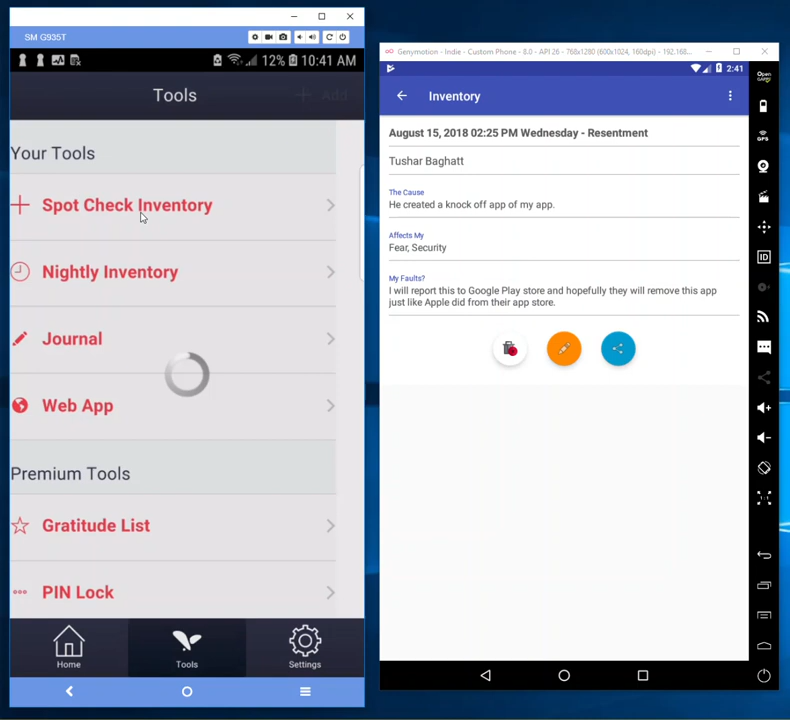 SM G935T
12% 10:41 AM
Tools
Add
Your Tools
Spot Check Inventory
Nightly Inventory
Journal
Web App
Premium Tools
Gratitude List
PIN Lock
Home
Tools
Settings
Genymotion - Indie - Custom Phone - 8.0 - API 26 - 768x1280 (600x1024, 160dpi) - 192.168...
2:41
Inventory
August 15, 2018 02:25 PM Wednesday - Resentment
Tushar Baghatt
The Cause
He created a knock off app of my app.
Affects My
Fear, Security
My Faults?
I will report this to Google Play store and hopefully they will remove this app
just like Apple did from their app store.
Open
GAPPS
GPS
ID